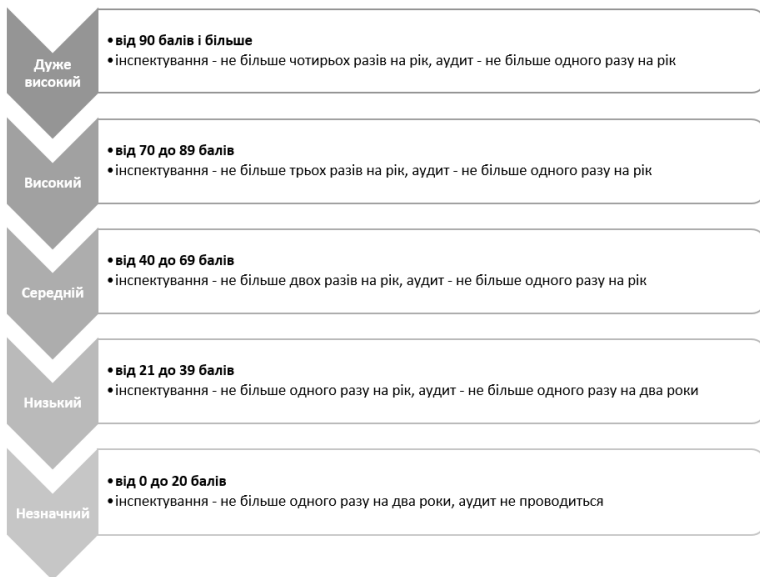 Дуже
високий
•від 90 балів і більше
•інспектування - не більше чотирьох разів на рік, аудит - не більше одного разу на рік
Високий
•від 70 до 89 балів
•інспектування - не більше трьох разів на рік, аудит - не більше одного разу на рік
Середній
•від 40 до 69 балів
•інспектування - не більше двох разів на рік, аудит - не більше одного разу на рік
Низький
•від 21 до 39 балів
•інспектування - не більше одного разу на рік, аудит - не більше одного разу на два роки
Незначний
•від 0 до 20 балів
•інспектування - не більше одного разу на два роки, аудит не проводиться